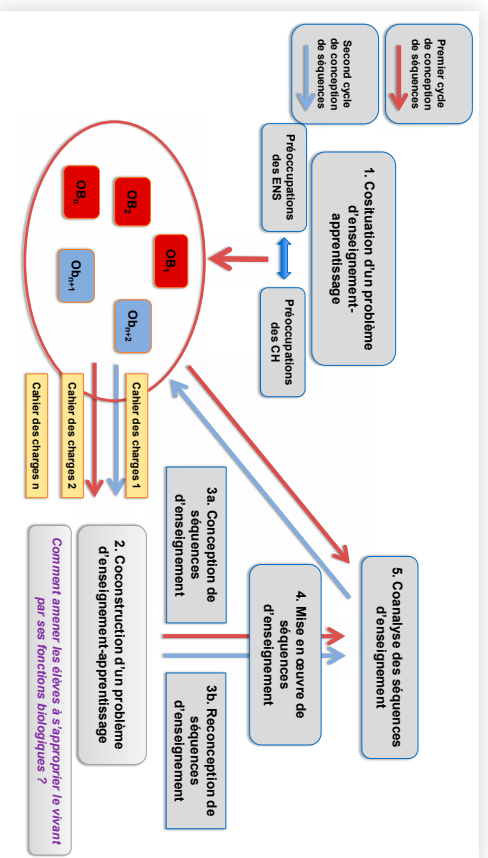 Premier cycle
de conception
de séquences
Second cycle
de conception
de séquences
1. Cosituation d'un problème
d'enseignement-
apprentissage
Préoccupations
des ENS
Préoccupations
des CH
OB1
OB2
OBn
Obn+1
Obn+2
Cahier des charges 1
Cahier des charges 2
Cahier des charges n
2. Coconstruction d'un problème
d'enseignement-apprentissage
Comment amener les élèves à s'approprier le vivant
par ses fonctions biologiques ?
3a. Conception de
séquences
d'enseignement
3b. Reconception de
séquences
d'enseignement
4. Mise en œuvre de
séquences
d'enseignement
5. Coanalyse des séquences
d'enseignement